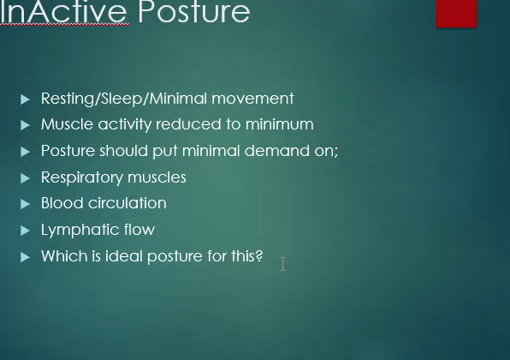 InActive Posture
Resting/Sleep/Minimal movement
Muscle activity reduced to minimum
Posture should put minimal demand on;
Respiratory muscles
Blood circulation
Lymphatic flow
Which is ideal posture for this?